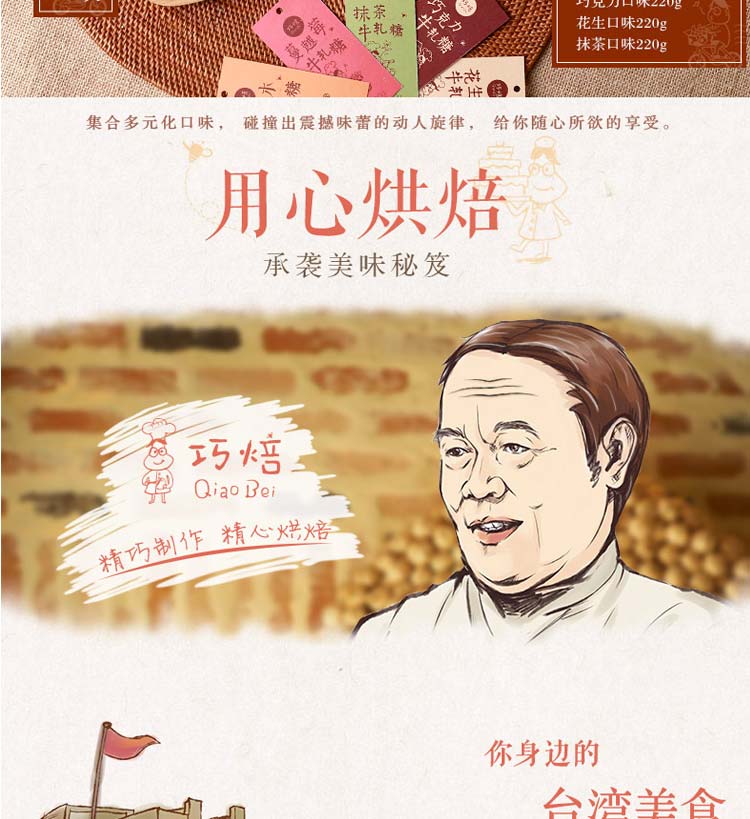 巧克力口味220g
花生口味220g
抹茶口味220g
蔓越莓
牛轧糖
抹茶
牛轧糖
巧克力
牛轧糖
花生
牛轧糖
集合多元化口味， 碰撞出震撼味蕾的动人旋律， 给你随心所欲的享受。
用心烘焙
承袭美味秘笈
巧焙
Qiao Bei
精巧制作 精心烘焙
你身边的
台湾美食